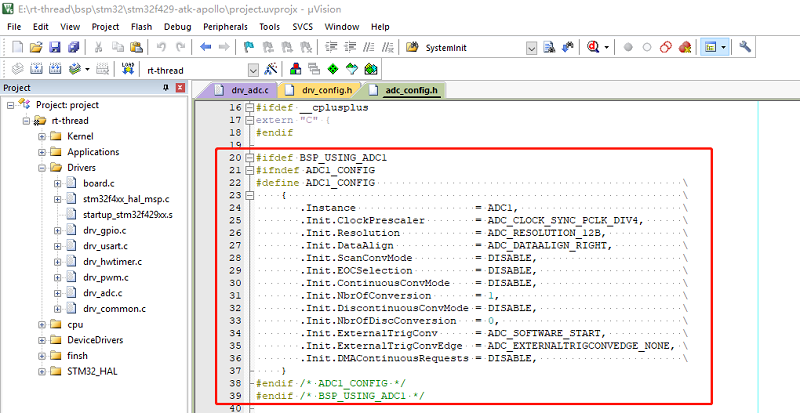 E:\rt-thread\bsp\stm32\stm32f429-atk-apollo\project.uvprojx - µVision
File Edit View Project Flash Debug Peripherals Tools SVCS Window Help
SystemInit
LOAD
rt-thread
Project
Project: project
rt-thread
Kernel
Applications
Drivers
board.c
stm32f4xx_hal_msp.c
startup_stm32f429xx.s
drv_gpio.c
drv_usart.c
drv_hwtimer.c
drv_pwm.c
drv_adc.c
drv_common.c
cpu
DeviceDrivers
finsh
STM32_HAL
drv_adc.c drv_config.h adc_config.h
16 #ifdef __cplusplus
17 extern "C" {
18 #endif
19
20 #ifdef BSP_USING_ADC1
21 #ifndef ADC1_CONFIG
22 #define ADC1_CONFIG \
23 { \
24 .Instance = ADC1, \
25 .Init.ClockPrescaler = ADC_CLOCK_SYNC_PCLK_DIV4, \
26 .Init.Resolution = ADC_RESOLUTION_12B, \
27 .Init.DataAlign = ADC_DATAALIGN_RIGHT, \
28 .Init.ScanConvMode = DISABLE, \
29 .Init.EOCSelection = DISABLE, \
30 .Init.ContinuousConvMode = DISABLE, \
31 .Init.NbrOfConversion = 1, \
32 .Init.DiscontinuousConvMode = DISABLE, \
33 .Init.NbrOfDiscConversion = 0, \
34 .Init.ExternalTrigConv = ADC_SOFTWARE_START, \
35 .Init.ExternalTrigConvEdge = ADC_EXTERNALTRIGCONVEDGE_NONE, \
36 .Init.DMAContinuousRequests = DISABLE, \
37 }
38 #endif /* ADC1_CONFIG */
39 #endif /* BSP_USING_ADC1 */
40